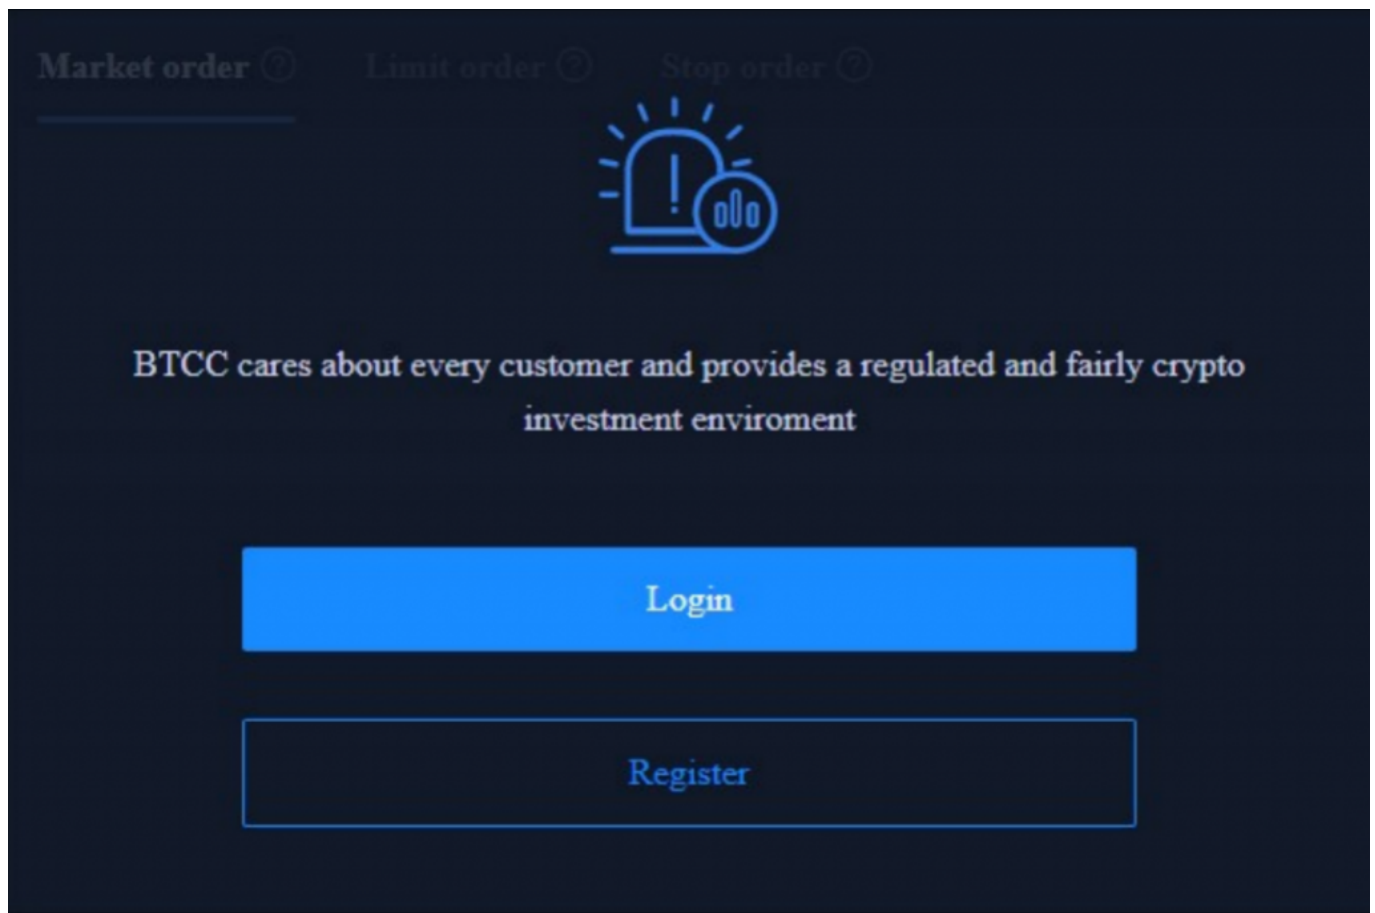 Market order ? Limit order ? Stop order ?
BTCC cares about every customer and provides a regulated and fairly crypto
investment enviroment
Login
Register